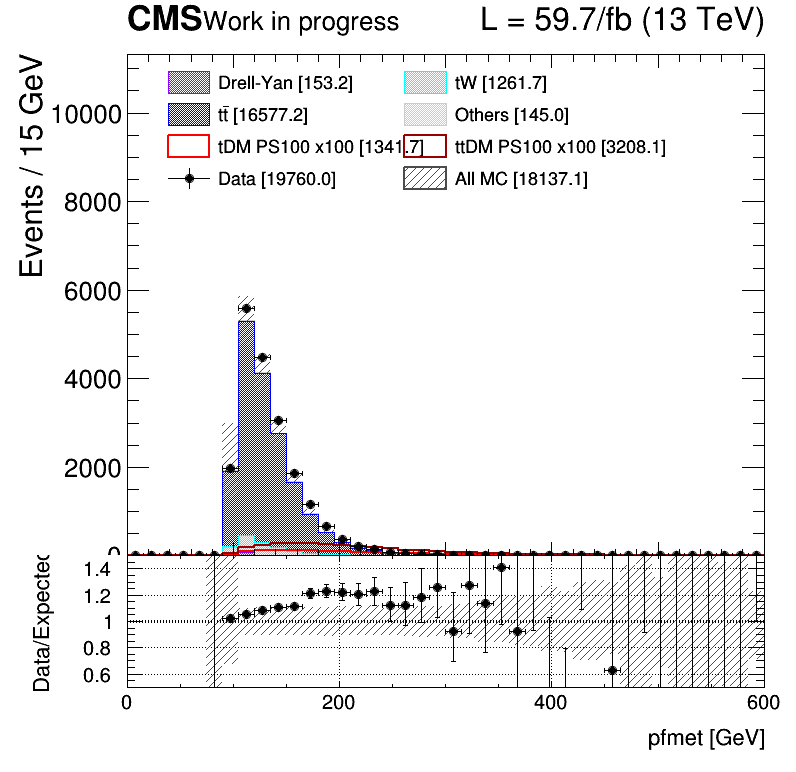 CMS Work in progress L = 59.7/fb (13 TeV)
Events / 15 GeV
10000
8000
6000
4000
2000
0
Drell-Yan [153.2] tW [1261.7]
tt̄ [16577.2] Others [145.0]
tDM PS100 x100 [1341.7] ttDM PS100 x100 [3208.1]
Data [19760.0] All MC [18137.1]
Data/Expected
1.4
1.2
1
0.8
0.6
0 200 400 600
pfmet [GeV]